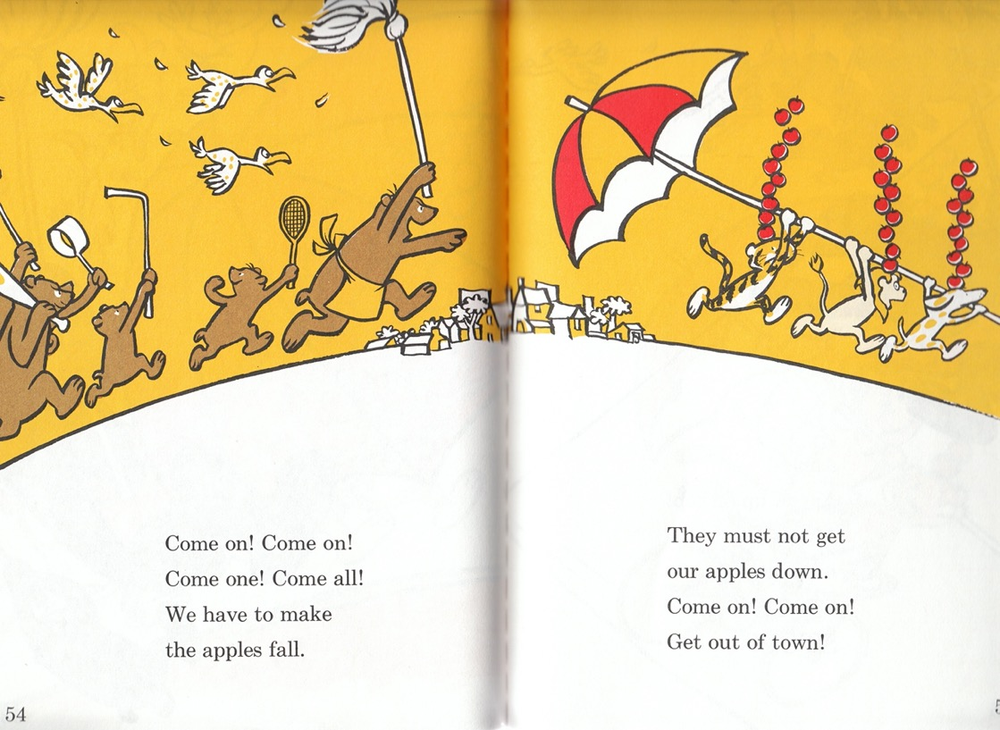 Come on! Come on!
Come one! Come all!
We have to make
the apples fall.
54
They must not get
our apples down.
Come on! Come on!
Get out of town!